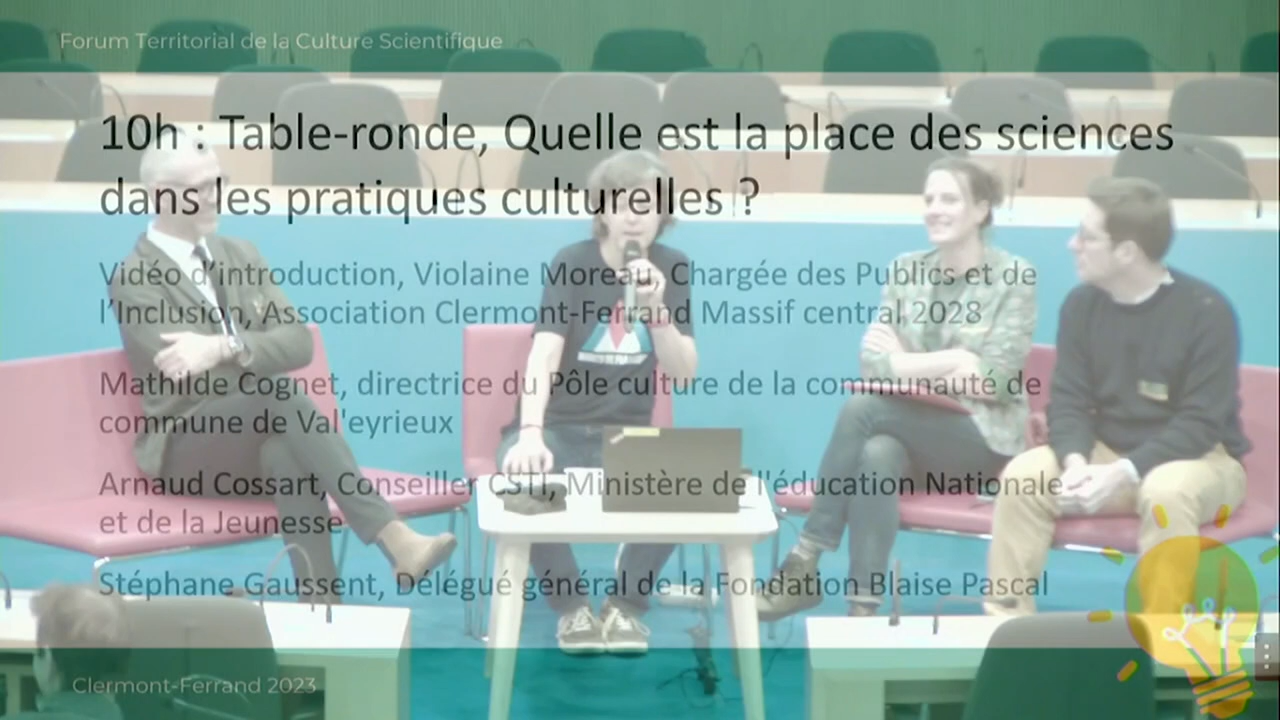 Forum Territorial de la Culture Scientifique
10h : Table-ronde, Quelle est la place des sciences
dans les pratiques culturelles ?
Vidéo d'introduction, Violaine Moreau, Chargée des Publics et de
l'Inclusion, Association Clermont-Ferrand Massif central 2028
Mathilde Cognet, directrice du Pôle culture de la communauté de
commune de Val'eyrieux
Arnaud Cossart, Conseiller CSTI, Ministère de l'éducation Nationale
et de la Jeunesse
Stéphane Gaussent, Délégué général de la Fondation Blaise Pascal
Clermont-Ferrand 2023